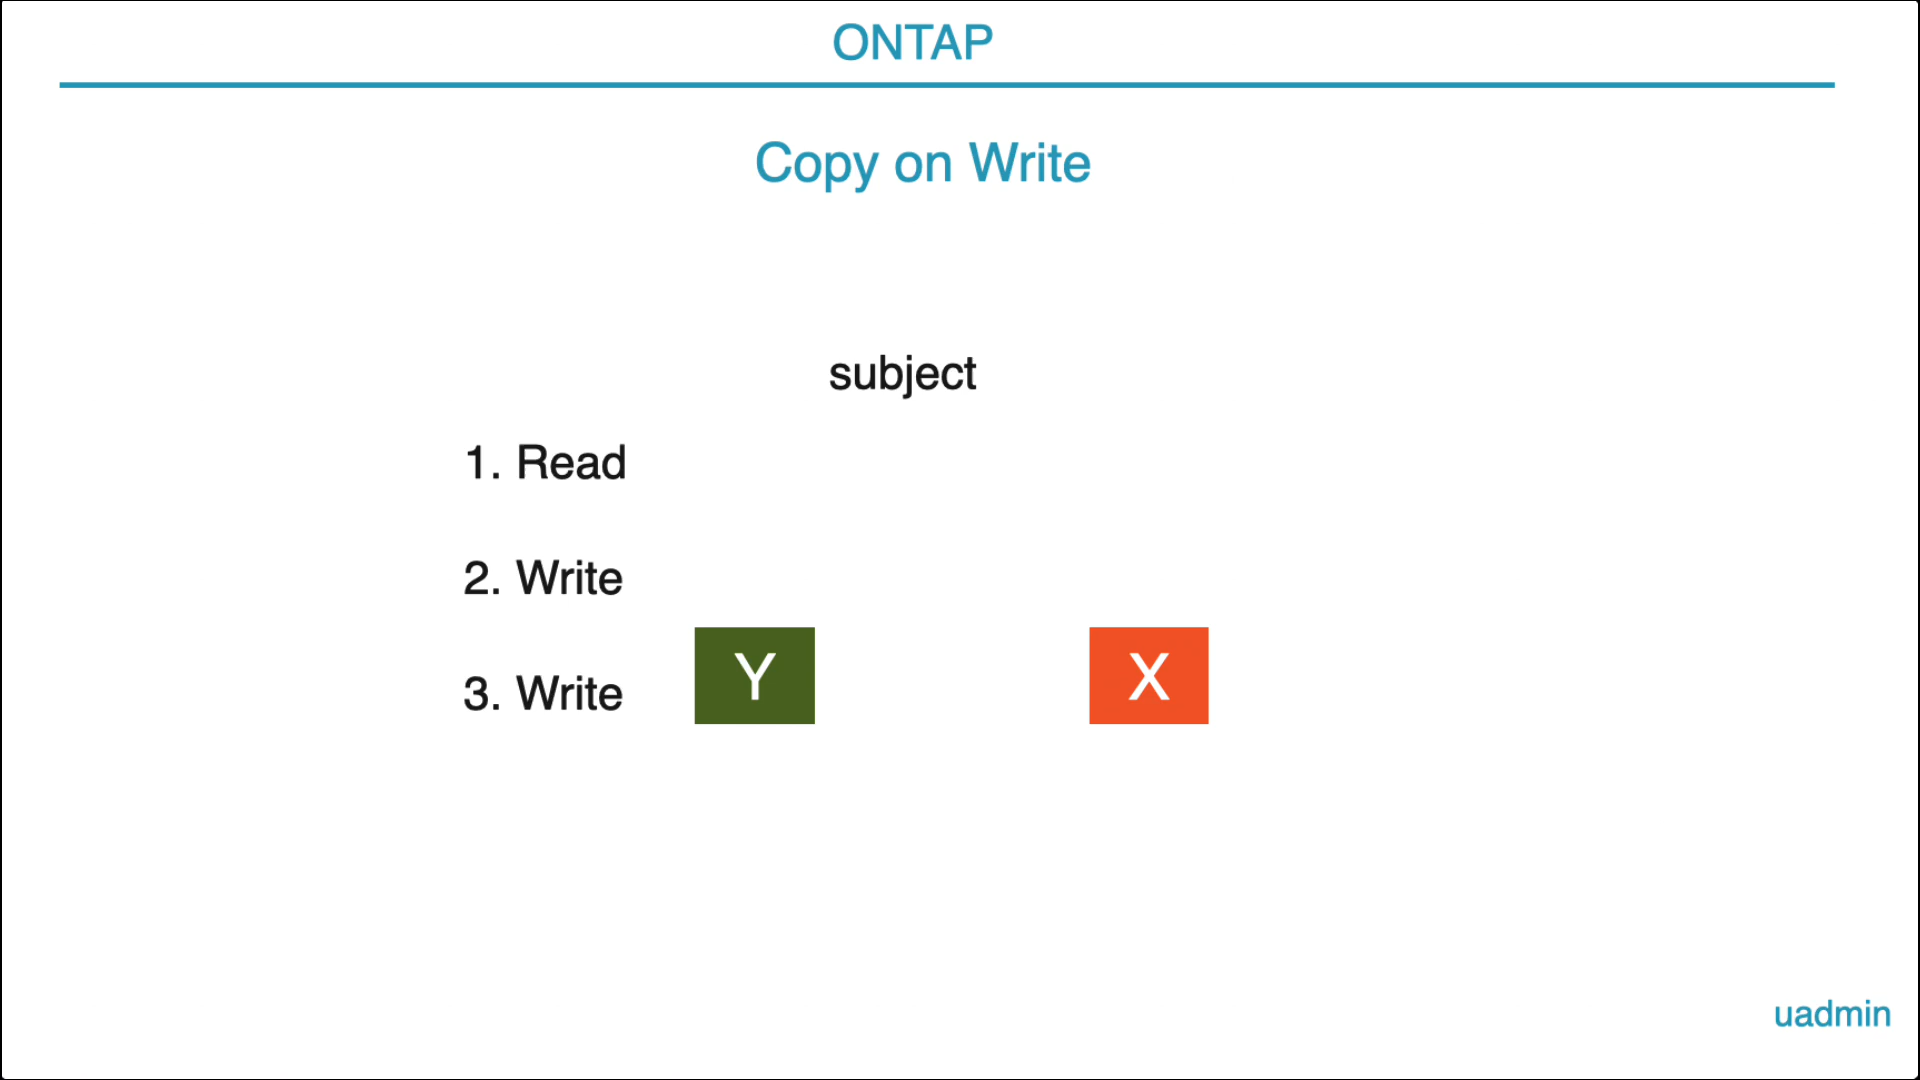 ONTAP
Copy on Write
subject
1. Read
2. Write
3. Write
Y
X
uadmin